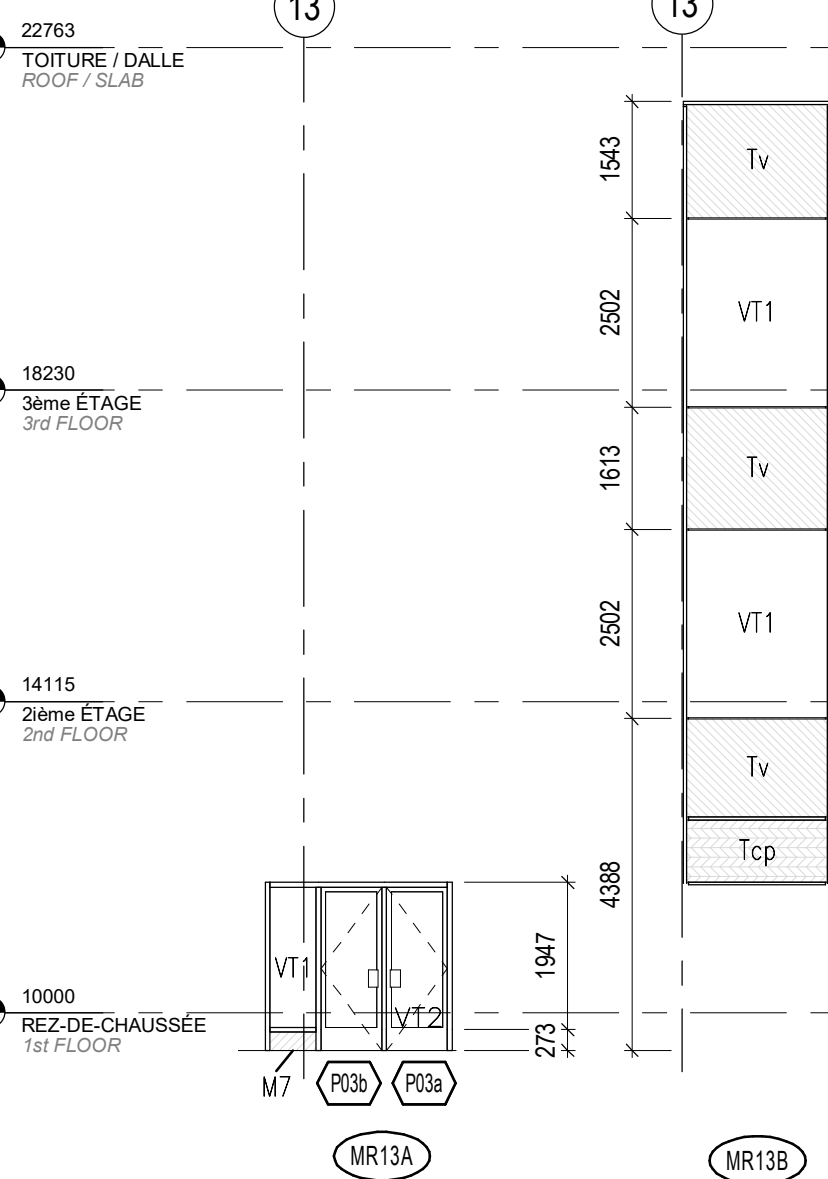 13
13
22763
TOITURE / DALLE
ROOF / SLAB
1543
Tv
2502
VT1
18230
3ème ÉTAGE
3rd FLOOR
1613
Tv
2502
VT1
14115
2ième ÉTAGE
2nd FLOOR
Tv
Tcp
4388
1947
VT1
VT2
10000
REZ-DE-CHAUSSÉE
1st FLOOR
273
M7
P03b
P03a
MR13A
MR13B